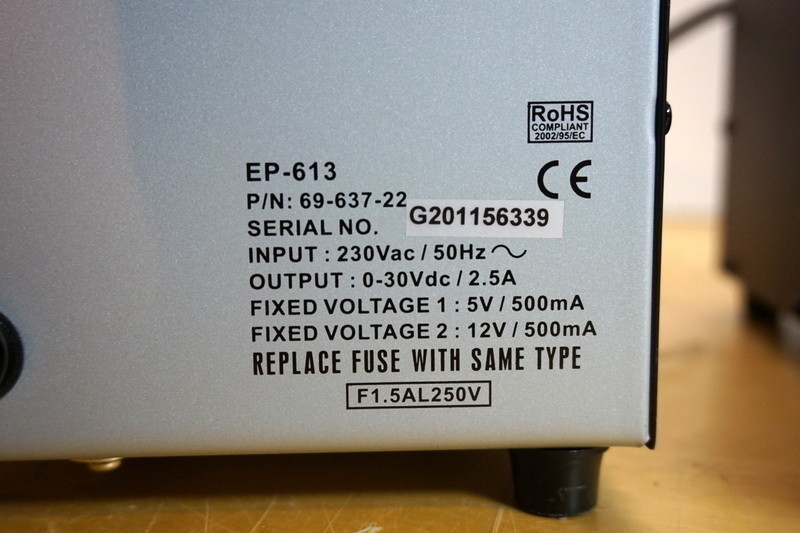 RoHS
COMPLIANT
2002/95/EC
CE
EP-613
P/N: 69-637-22
SERIAL NO. G201156339
INPUT : 230Vac / 50Hz ∼
OUTPUT : 0-30Vdc / 2.5A
FIXED VOLTAGE 1 : 5V / 500mA
FIXED VOLTAGE 2 : 12V / 500mA
REPLACE FUSE WITH SAME TYPE
F1.5AL250V